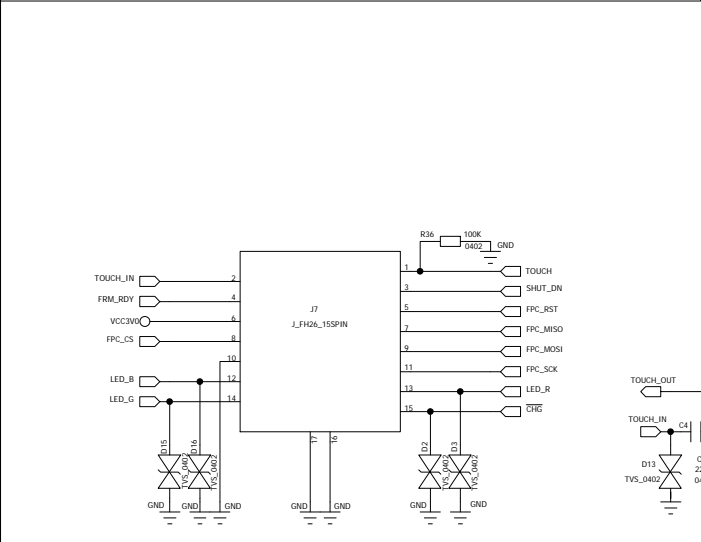 R36 100K
0402 GND
1 TOUCH
TOUCH_IN 2
3 SHUT_DN
FRM_RDY 4
J7
5 FPC_RST
VCC3V0 6
J_FH26_15SPIN
7 FPC_MISO
FPC_CS 8
9 FPC_MOSI
10
11 FPC_SCK
LED_B 12
13 LED_R
LED_G 14
15 CHG
17 16
D15 D16
TVS_0402 TVS_0402
D2 D3
TVS_0402 TVS_0402
GND GND GND
GND GND
GND GND
TOUCH_OUT
TOUCH_IN C4
D13
TVS_0402